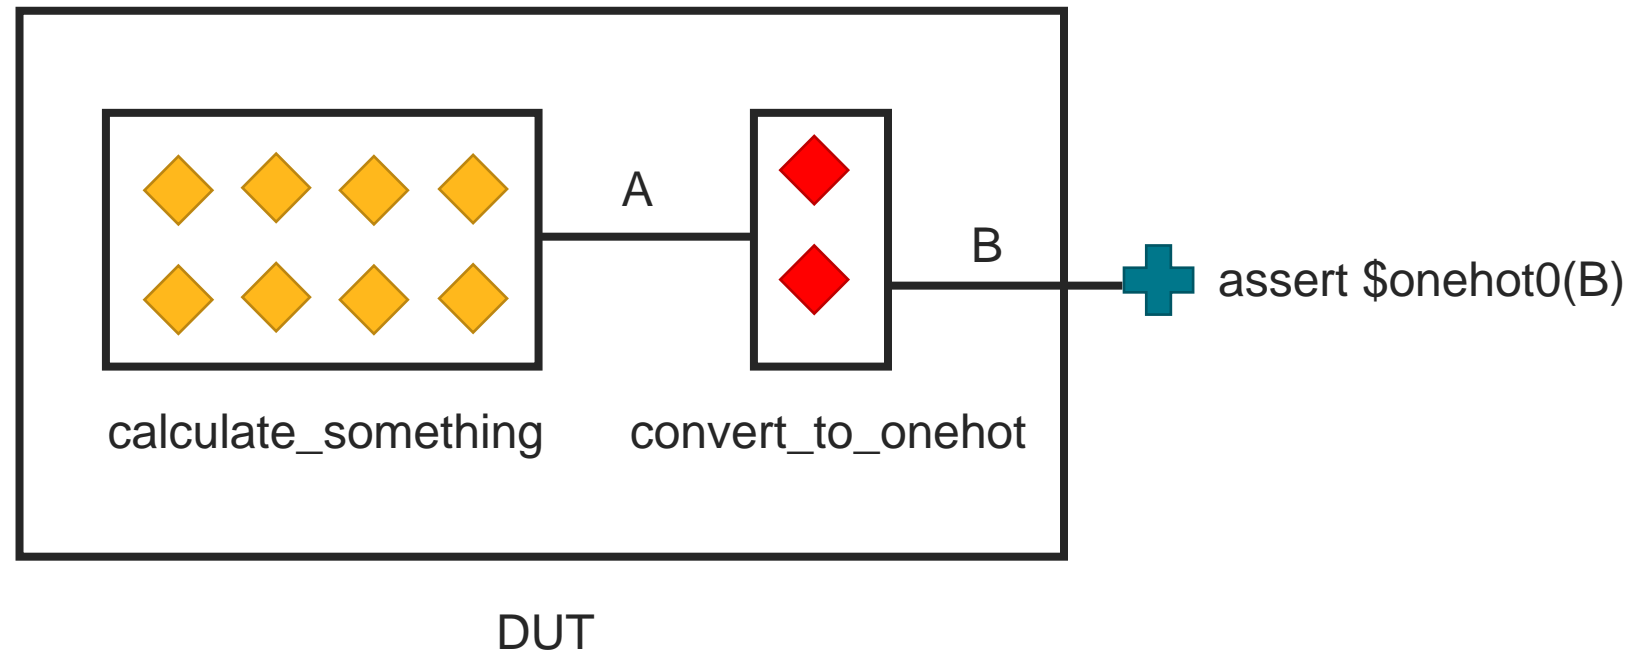 A
B
assert $onehot0(B)
calculate_something
convert_to_onehot
DUT